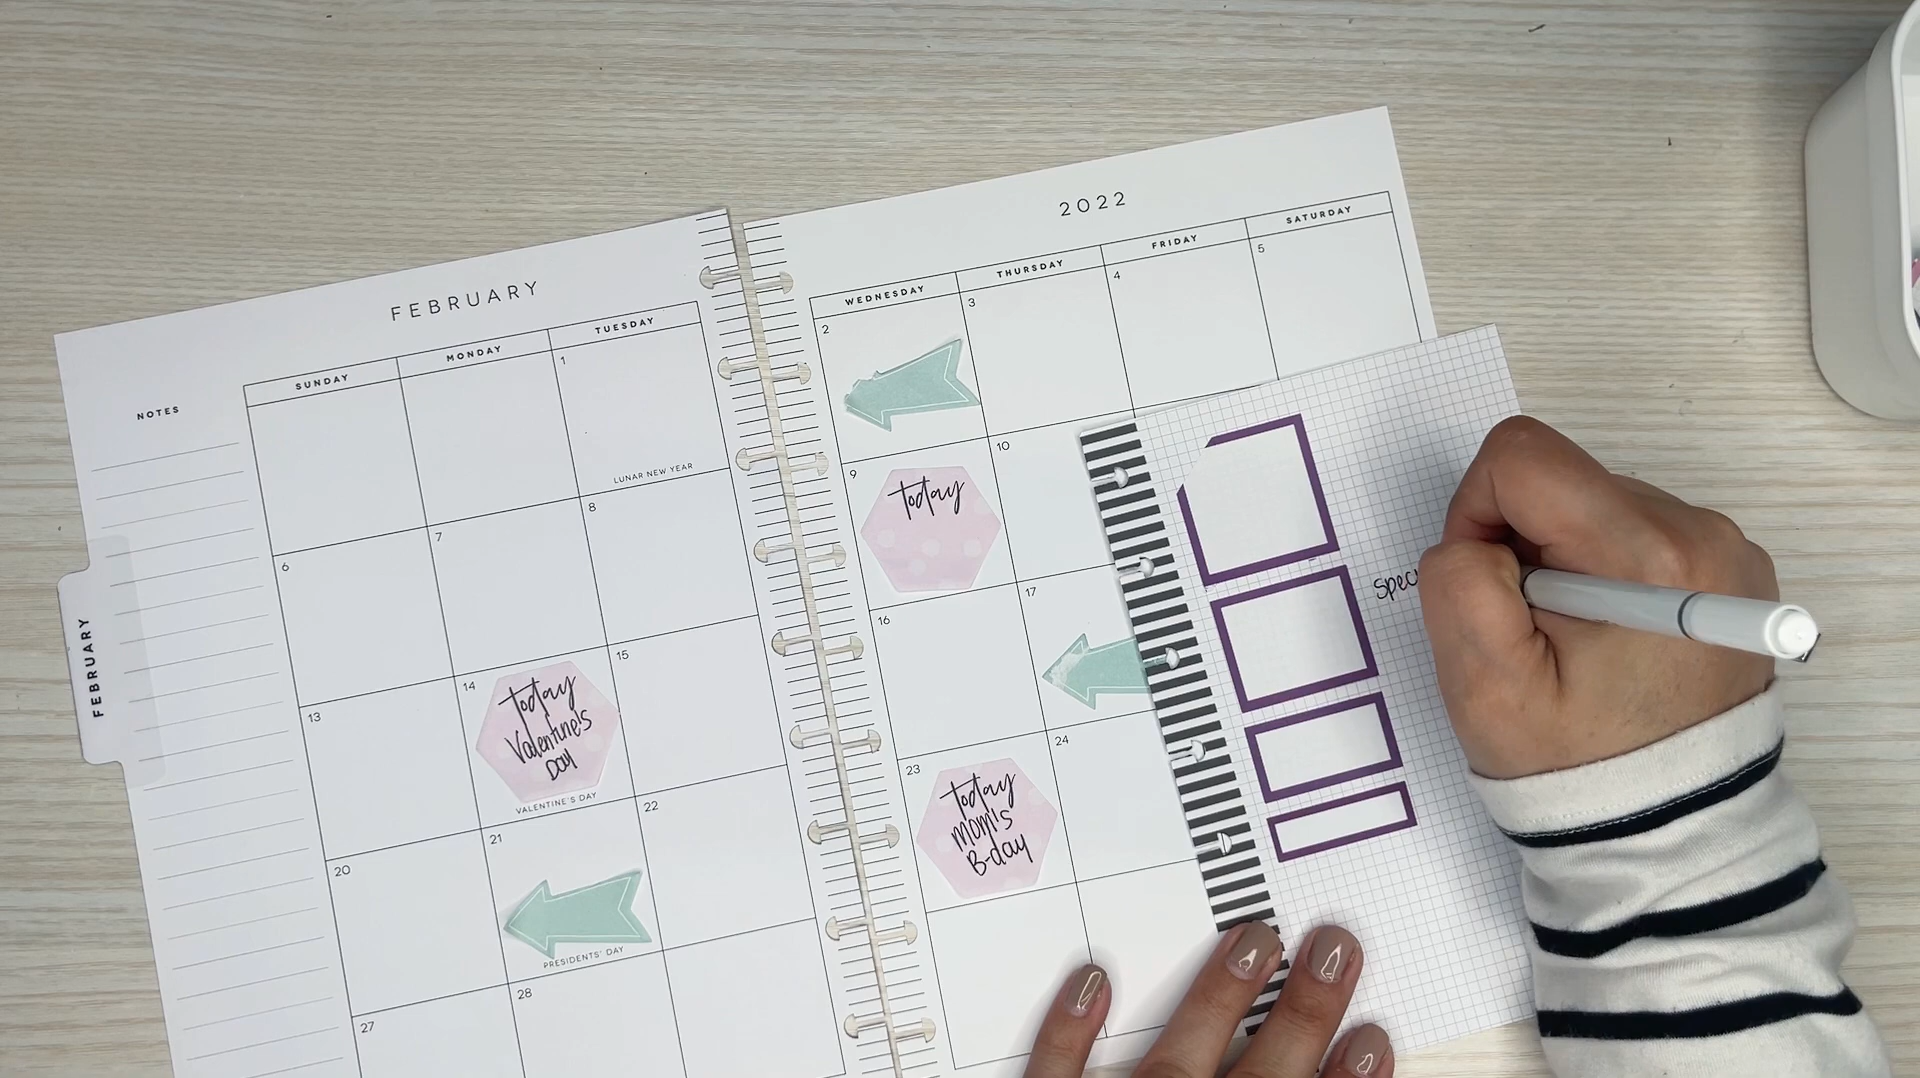 FEBRUARY
NOTES
SUNDAY MONDAY TUESDAY
1
LUNAR NEW YEAR
6 7 8
13 14 15
Today
Valentine's
DAY
VALENTINE'S DAY
20 21 22
PRESIDENTS' DAY
27 28
FEBRUARY
2022
WEDNESDAY THURSDAY FRIDAY SATURDAY
2 3 4 5
9 10
Today
16 17
23 24
Today
Mom's
B-day